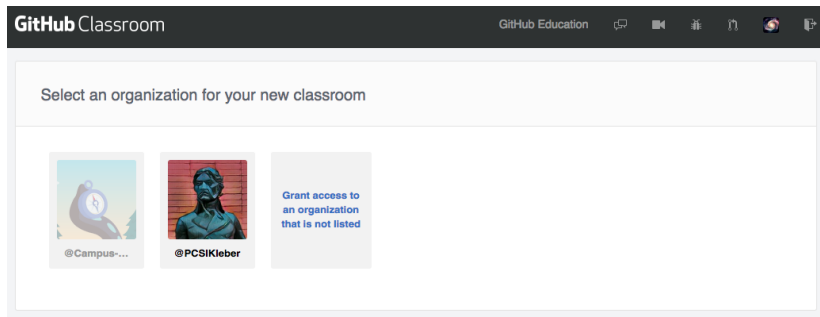 GitHub Classroom
GitHub Education
Select an organization for your new classroom
Grant access to
an organization
that is not listed
@Campus-...
@PCSIKleber